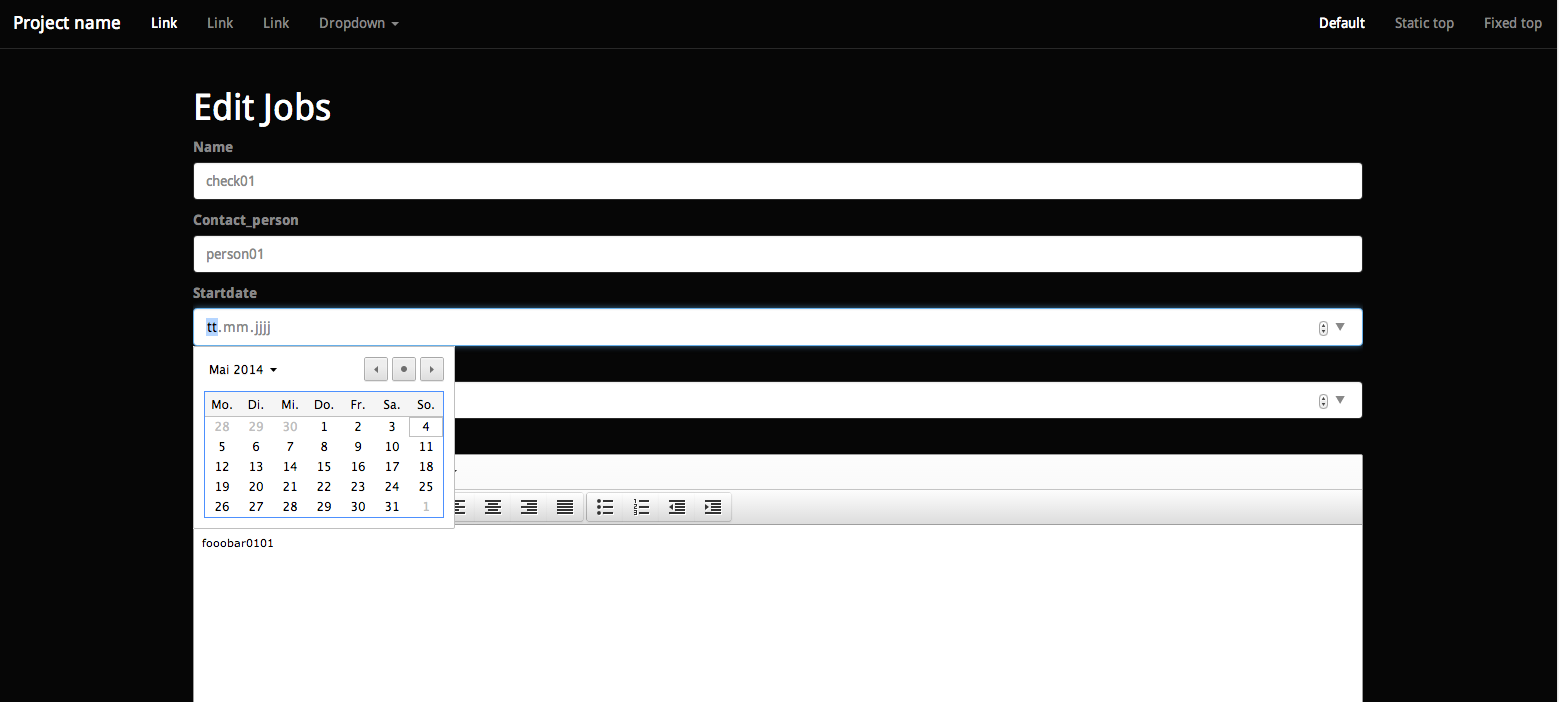 Project name Link Link Link Dropdown Default Static top Fixed top
Edit Jobs
Name
check01
Contact_person
person01
Startdate
tt.mm.jjjj
Mai 2014
Mo. Di. Mi. Do. Fr. Sa. So.
28 29 30 1 2 3 4
5 6 7 8 9 10 11
12 13 14 15 16 17 18
19 20 21 22 23 24 25
26 27 28 29 30 31 1
fooobar0101